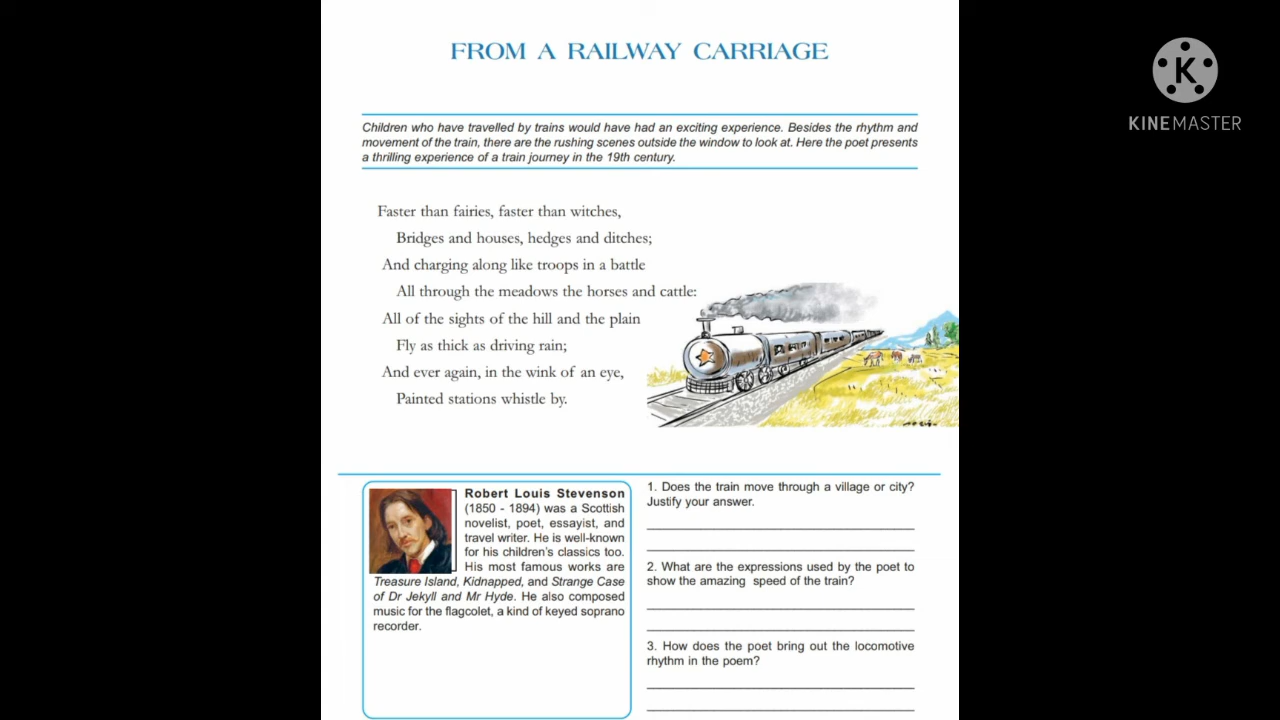 FROM A RAILWAY CARRIAGE
KINEMASTER
Children who have travelled by trains would have had an exciting experience. Besides the rhythm and
movement of the train, there are the rushing scenes outside the window to look at. Here the poet presents
a thrilling experience of a train journey in the 19th century.
Faster than fairies, faster than witches,
Bridges and houses, hedges and ditches;
And charging along like troops in a battle
All through the meadows the horses and cattle:
All of the sights of the hill and the plain
Fly as thick as driving rain;
And ever again, in the wink of an eye,
Painted stations whistle by.
Robert Louis Stevenson
(1850 - 1894) was a Scottish
novelist, poet, essayist, and
travel writer. He is well-known
for his children's classics too.
His most famous works are
Treasure Island, Kidnapped, and Strange Case
of Dr Jekyll and Mr Hyde. He also composed
music for the flagcolet, a kind of keyed soprano
recorder.
1. Does the train move through a village or city?
Justify your answer.
2. What are the expressions used by the poet to
show the amazing speed of the train?
3. How does the poet bring out the locomotive
rhythm in the poem?